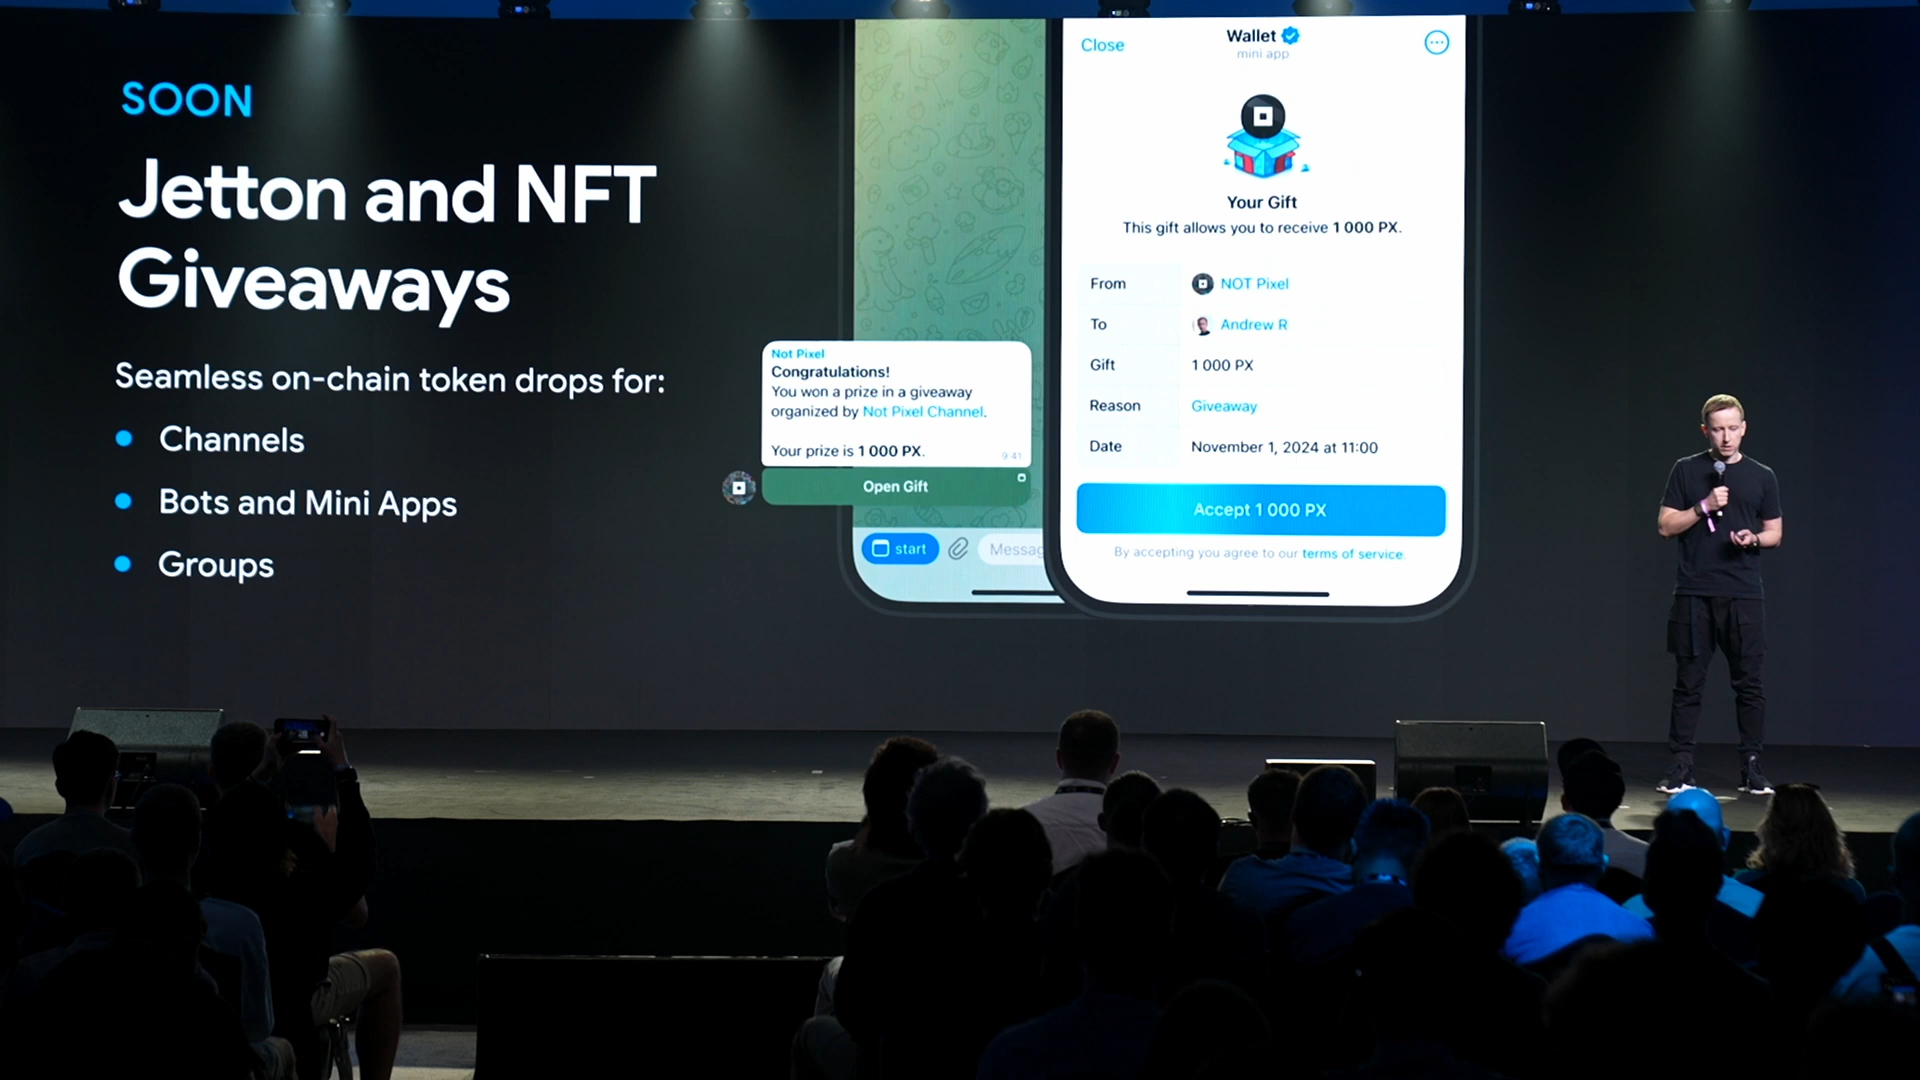 SOON
Jetton and NFT
Giveaways
Seamless on-chain token drops for:
Channels
Bots and Mini Apps
Groups
Not Pixel
Congratulations!
You won a prize in a giveaway
organized by Not Pixel Channel.
Your prize is 1 000 PX.
9:41
Open Gift
start
Messag
Close
Wallet
mini app
Your Gift
This gift allows you to receive 1 000 PX.
From NOT Pixel
To Andrew R
Gift 1 000 PX
Reason Giveaway
Date November 1, 2024 at 11:00
Accept 1 000 PX
By accepting you agree to our terms of service.